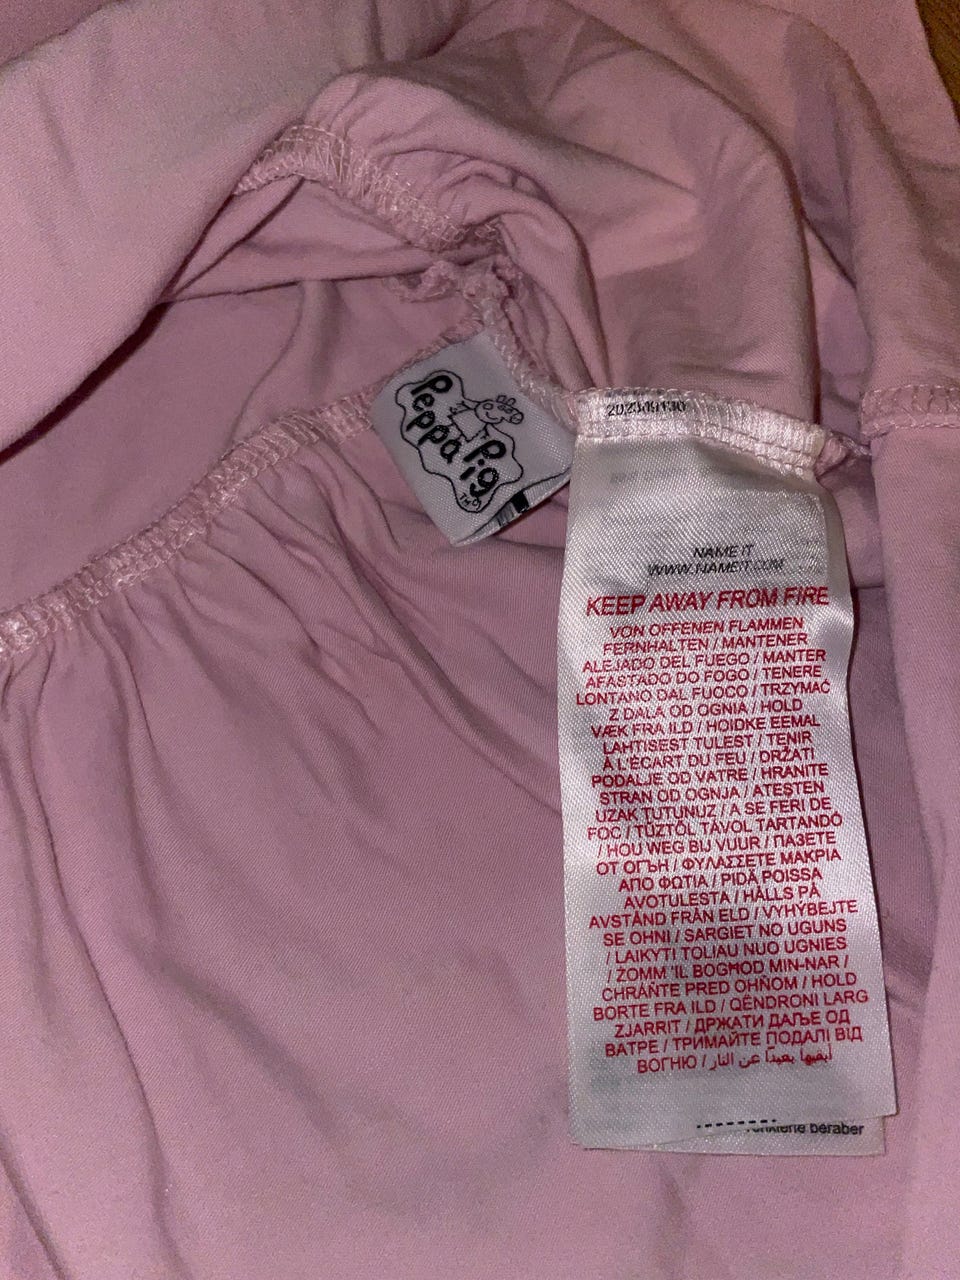 Peppa
Pig
TM
NAME IT
WWW.NAMEIT.COM
KEEP AWAY FROM FIRE
VON OFFENEN FLAMMEN
FERNHALTEN / MANTENER
ALEJADO DEL FUEGO / MANTER
AFASTADO DO FOGO / TENERE
LONTANO DAL FUOCO / TRZYMAĆ
Z DALA OD OGNIA / HOLD
VÆK FRA ILD / HOIDKE EEMAL
LAHTISEST TULEST / TENIR
À L'ÉCART DU FEU / DRŽATI
PODALJE OD VATRE / HRANITE
STRAN OD OGNJA / ATEŞTEN
UZAK TUTUNUZ / A SE FERI DE
FOC / TŰZTŐL TÁVOL TARTANDÓ
/ HOU WEG BIJ VUUR / ПАЗЕТЕ
ОТ ОГЪН / ΦΥΛΑΣΣΕΤΕ ΜΑΚΡΙΑ
ΑΠΟ ΦΩΤΙΑ / PIDÄ POISSA
AVOTULESTA / HÅLLS PÅ
AVSTÅND FRÅN ELD / VYHÝBEJTE
SE OHNI / SARGIET NO UGUNS
/ LAIKYTI TOLIAU NUO UGNIES
/ ŻOMM 'IL BOGĦOD MIN-NAR /
CHRÁŇTE PRED OHŇOM / HOLD
BORTE FRA ILD / QËNDRONI LARG
ZJARRIT / ДРЖАТИ ДАЉЕ ОД
ВАТРЕ / ТРИМАЙТЕ ПОДАЛІ ВІД
ВОГНЮ / أبقيها بعيداً عن النار
beraber